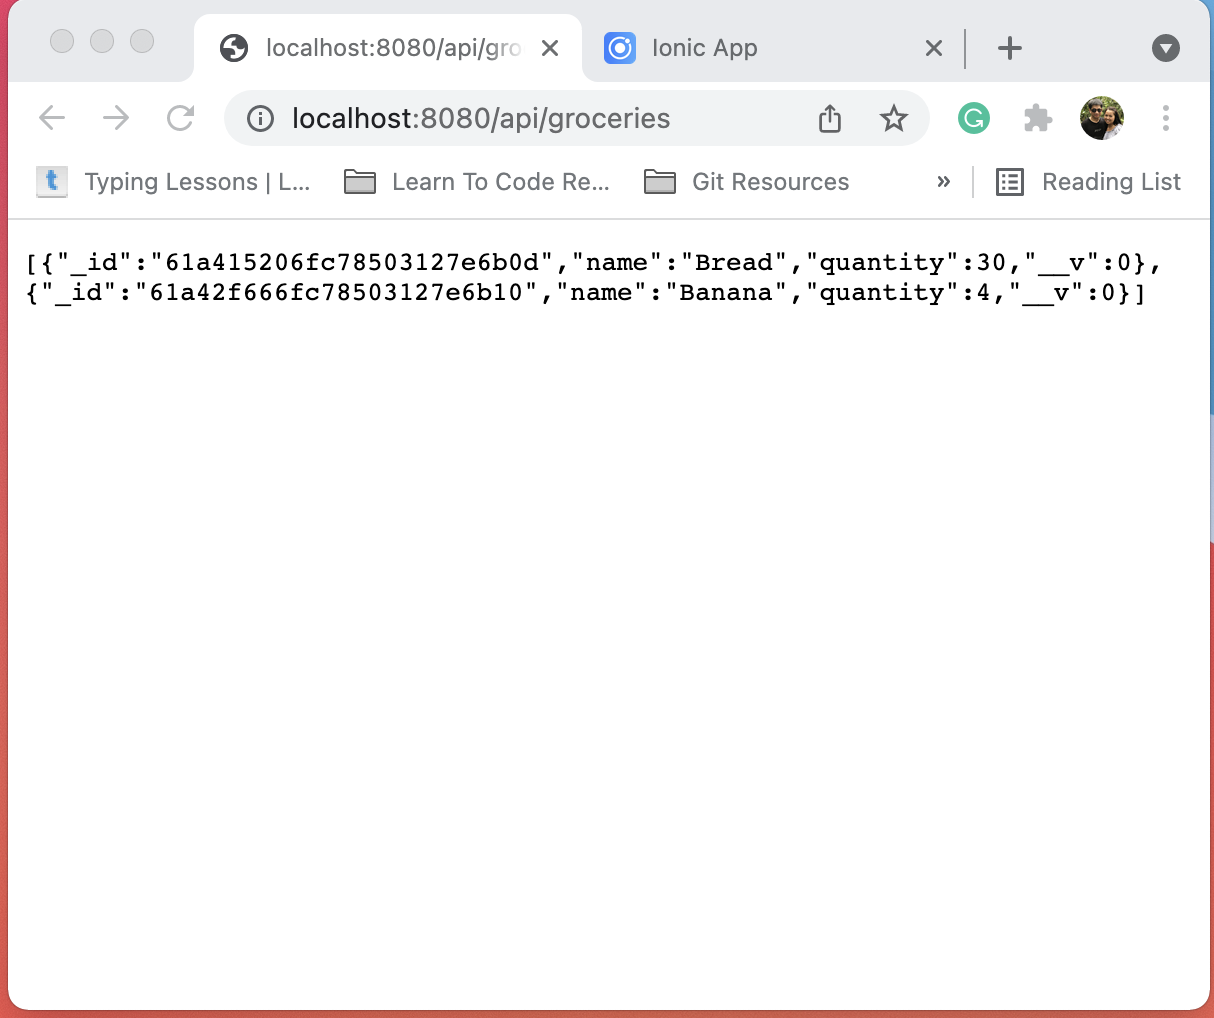 localhost:8080/api/gro
Ionic App
localhost:8080/api/groceries
Typing Lessons | L...
Learn To Code Re...
Git Resources
Reading List
[{"_id":"61a415206fc78503127e6b0d","name":"Bread","quantity":30,"__v":0},
{"_id":"61a42f666fc78503127e6b10","name":"Banana","quantity":4,"__v":0}]